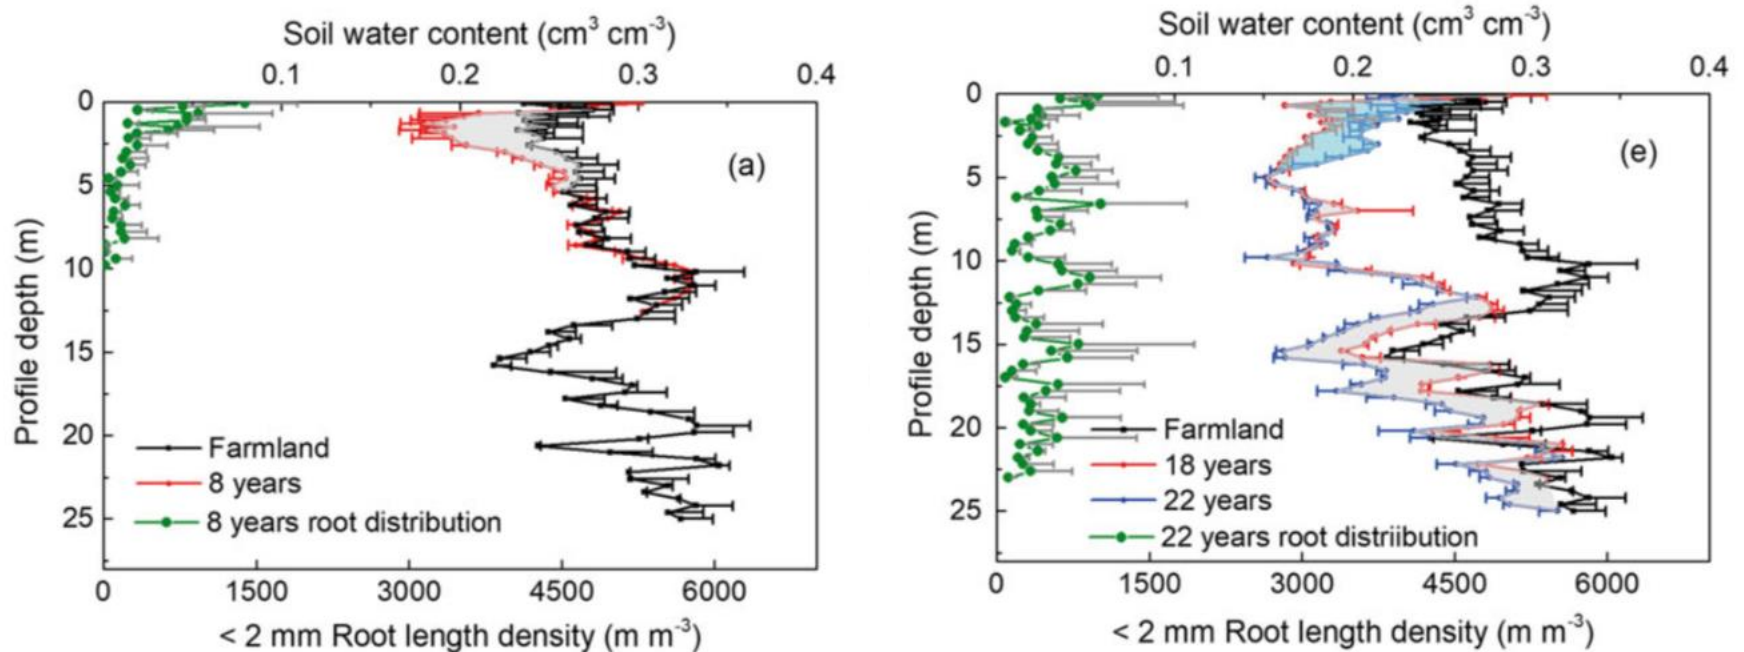 Soil water content (cm³ cm⁻³)
0.1 0.2 0.3 0.4
0
5
10
15
20
25
Profile depth (m)
(a)
Farmland
8 years
8 years root distribution
0 1500 3000 4500 6000
< 2 mm Root length density (m m⁻³)
Soil water content (cm³ cm⁻³)
0.1 0.2 0.3 0.4
0
5
10
15
20
25
Profile depth (m)
(e)
Farmland
18 years
22 years
22 years root distriibution
0 1500 3000 4500 6000
< 2 mm Root length density (m m⁻³)